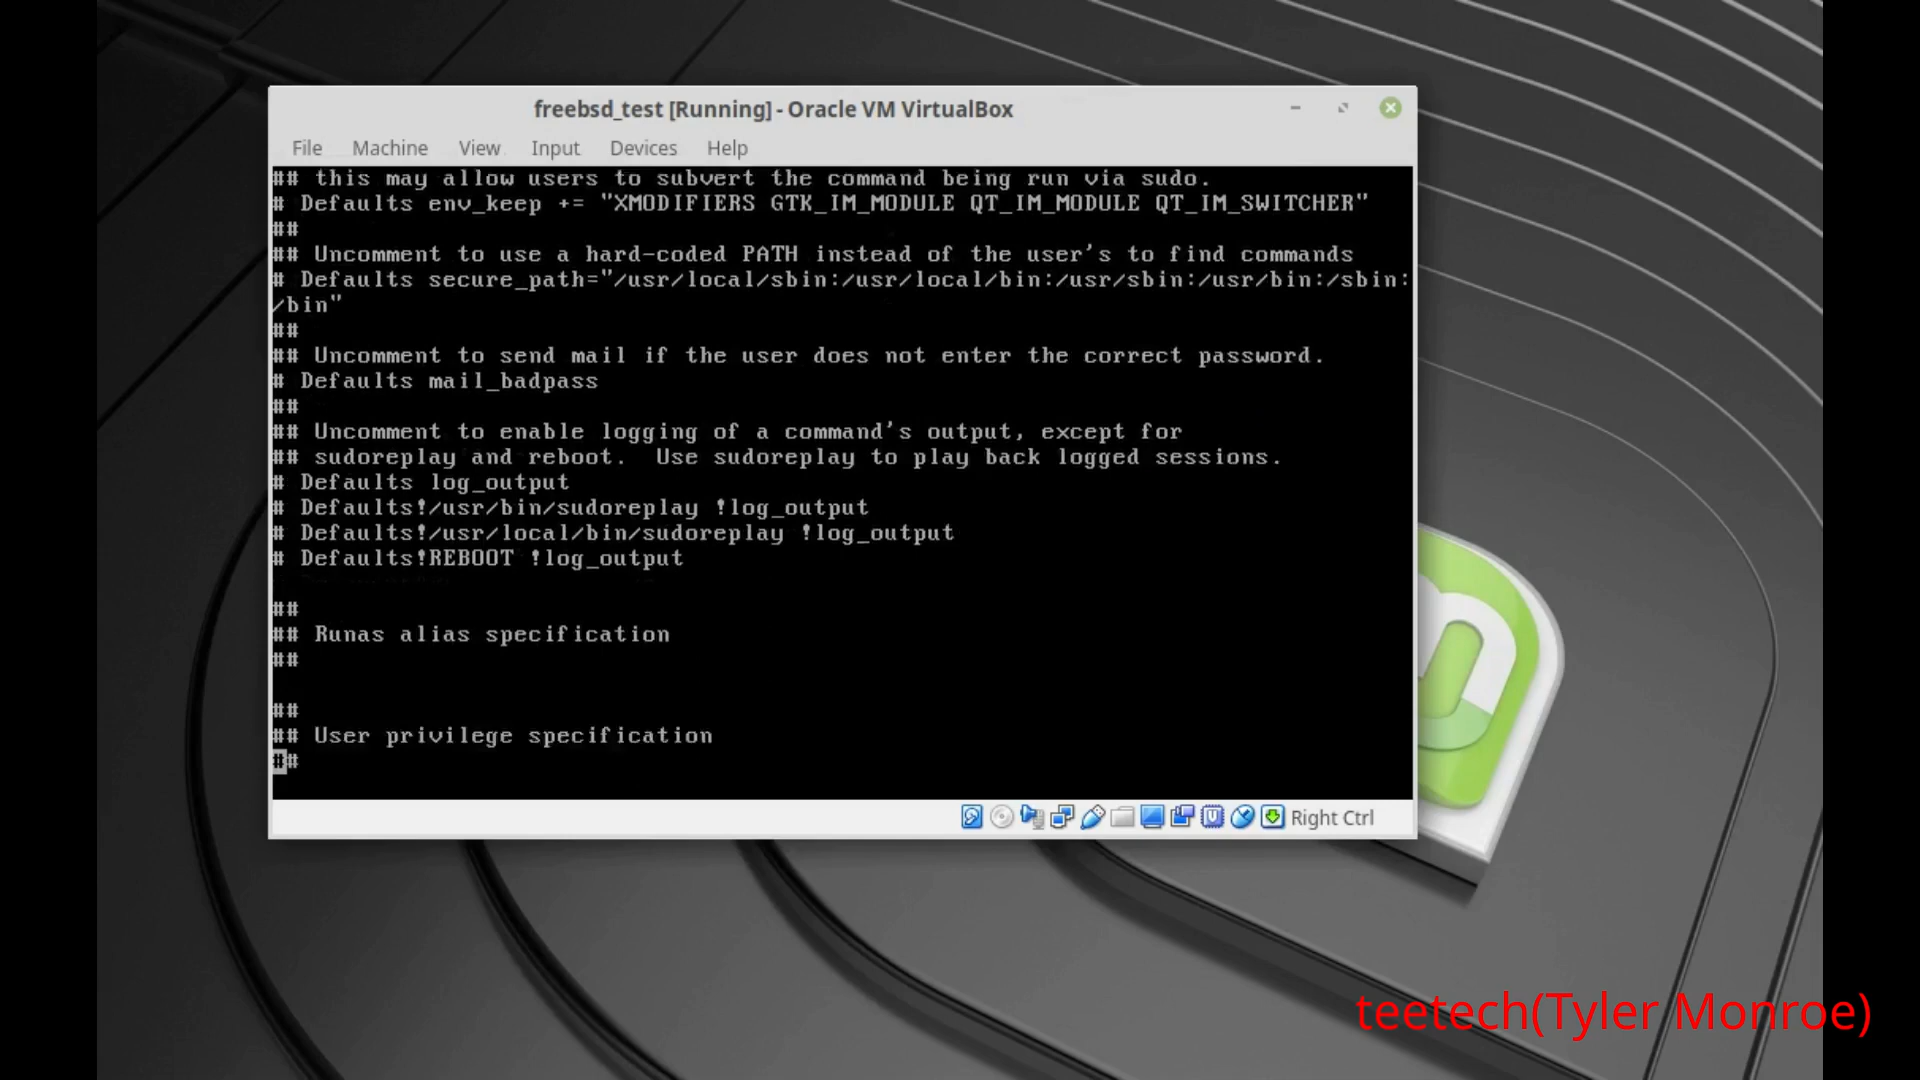 freebsd_test [Running] - Oracle VM VirtualBox
File Machine View Input Devices Help
## this may allow users to subvert the command being run via sudo.
# Defaults env_keep += "XMODIFIERS GTK_IM_MODULE QT_IM_MODULE QT_IM_SWITCHER"
##
## Uncomment to use a hard-coded PATH instead of the user's to find commands
# Defaults secure_path="/usr/local/sbin:/usr/local/bin:/usr/sbin:/usr/bin:/sbin:
/bin"
##
## Uncomment to send mail if the user does not enter the correct password.
# Defaults mail_badpass
##
## Uncomment to enable logging of a command's output, except for
## sudoreplay and reboot.  Use sudoreplay to play back logged sessions.
# Defaults log_output
# Defaults!/usr/bin/sudoreplay !log_output
# Defaults!/usr/local/bin/sudoreplay !log_output
# Defaults!REBOOT !log_output
##
## Runas alias specification
##
##
## User privilege specification
##
Right Ctrl
teetech(Tyler Monroe)